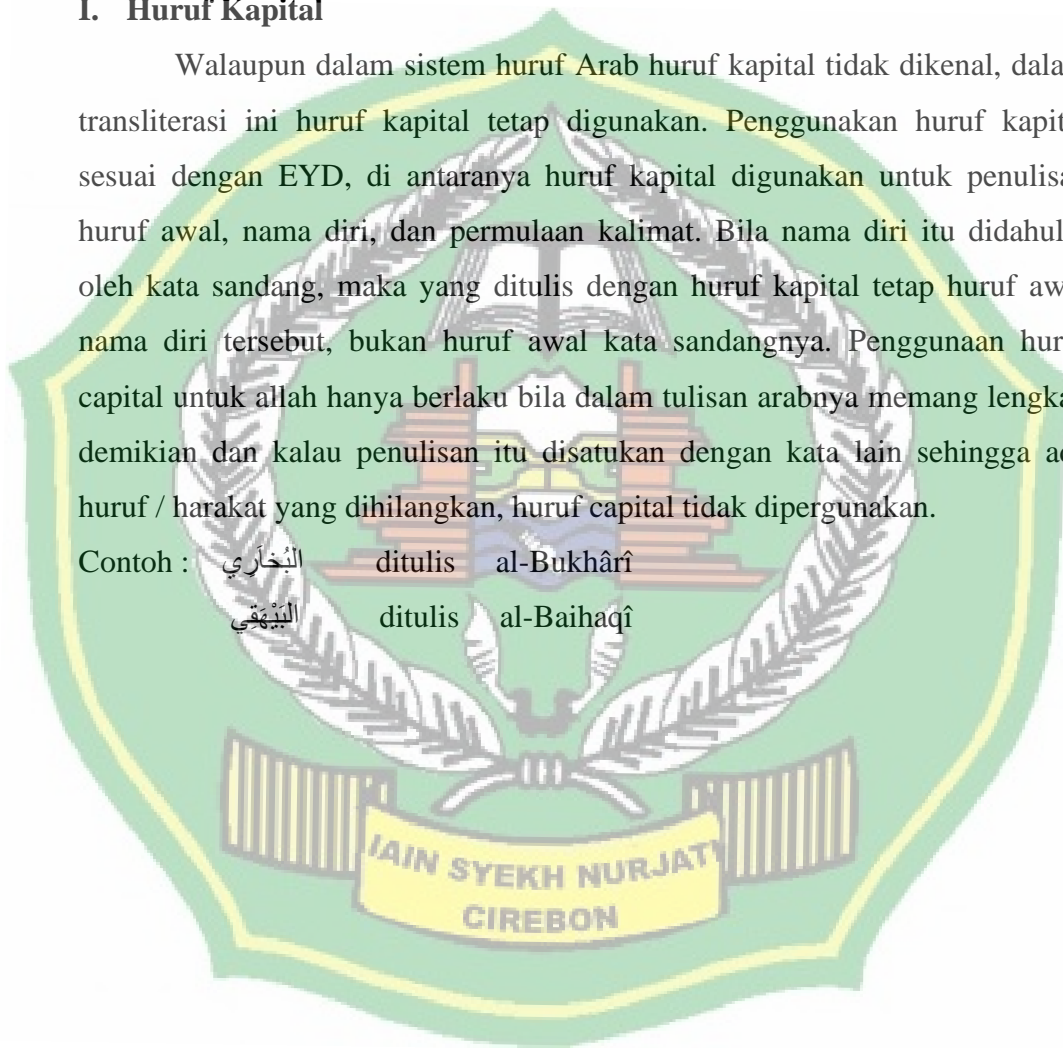 I. Huruf Kapital
Walaupun dalam sistem huruf Arab huruf kapital tidak dikenal, dala
transliterasi ini huruf kapital tetap digunakan. Penggunakan huruf kapit
sesuai dengan EYD, di antaranya huruf kapital digunakan untuk penulisa
huruf awal, nama diri, dan permulaan kalimat. Bila nama diri itu didahul
oleh kata sandang, maka yang ditulis dengan huruf kapital tetap huruf aw
nama diri tersebut, bukan huruf awal kata sandangnya. Penggunaan hur
capital untuk allah hanya berlaku bila dalam tulisan arabnya memang lengka
demikian dan kalau penulisan itu disatukan dengan kata lain sehingga a
huruf / harakat yang dihilangkan, huruf capital tidak dipergunakan.
Contoh : البُخاَرِي ditulis al-Bukhârî
البَيْهَقِي ditulis al-Baihaqî
IAIN SYEKH NURJATI
CIREBON